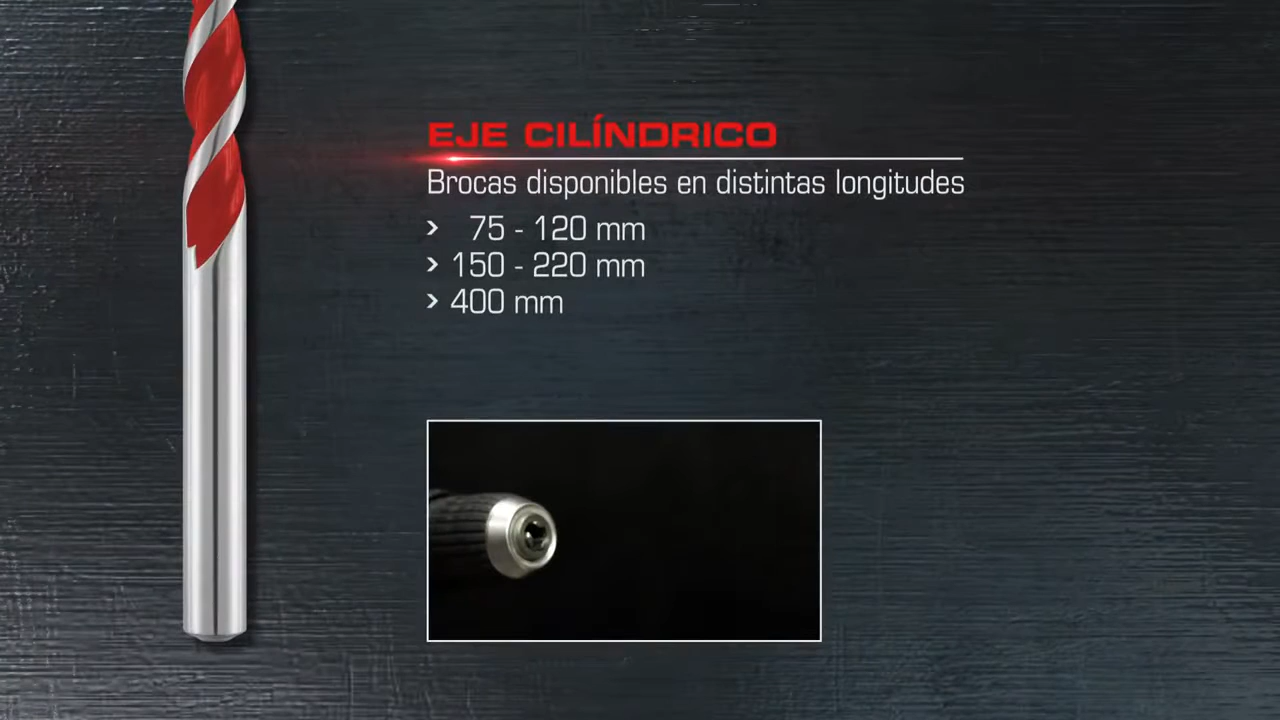 EJE CILÍNDRICO
Brocas disponibles en distintas longitudes
> 75 - 120 mm
> 150 - 220 mm
> 400 mm